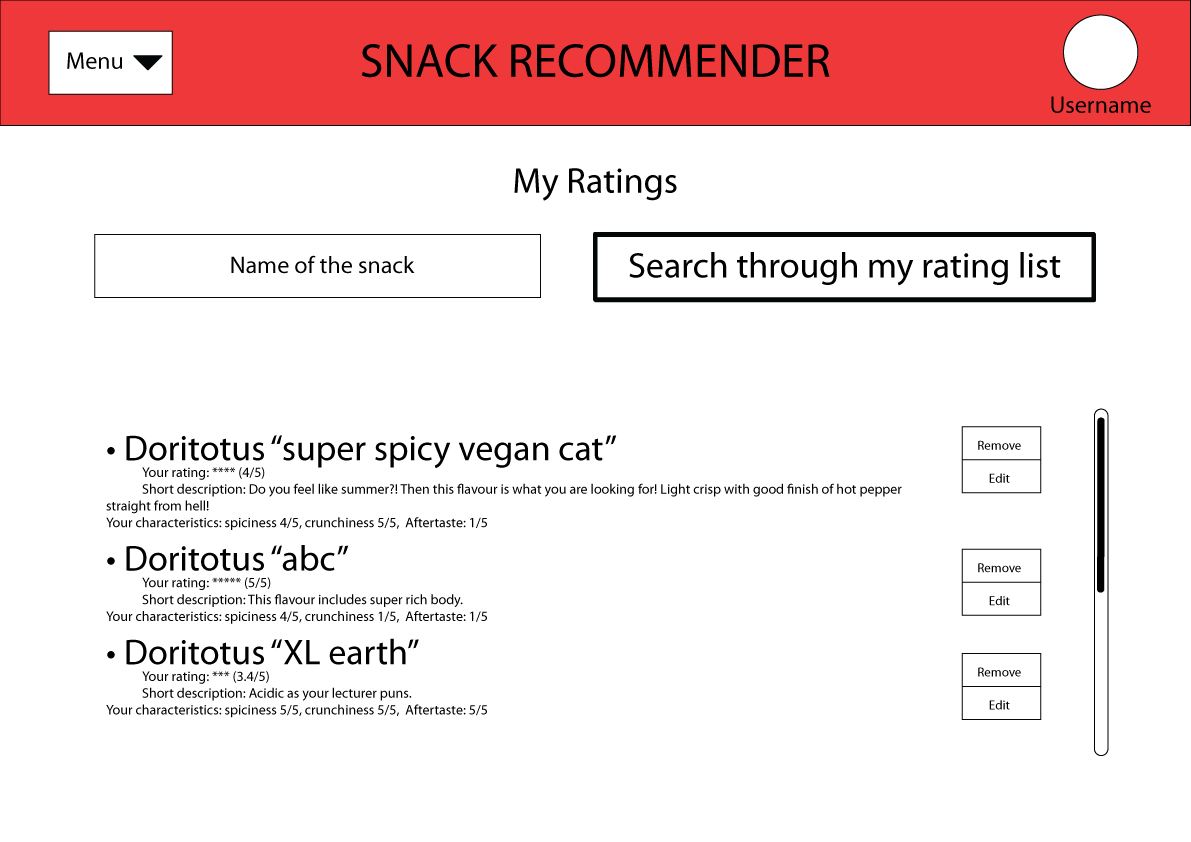 Menu
SNACK RECOMMENDER
Username
My Ratings
Name of the snack
Search through my rating list
• Doritotus “super spicy vegan cat”
Your rating: **** (4/5)
Short description: Do you feel like summer?! Then this flavour is what you are looking for! Light crisp with good finish of hot pepper
straight from hell!
Your characteristics: spiciness 4/5, crunchiness 5/5,  Aftertaste: 1/5
Remove
Edit
• Doritotus “abc”
Your rating: ***** (5/5)
Short description: This flavour includes super rich body.
Your characteristics: spiciness 4/5, crunchiness 1/5,  Aftertaste: 1/5
Remove
Edit
• Doritotus “XL earth”
Your rating: *** (3.4/5)
Short description: Acidic as your lecturer puns.
Your characteristics: spiciness 5/5, crunchiness 5/5,  Aftertaste: 5/5
Remove
Edit